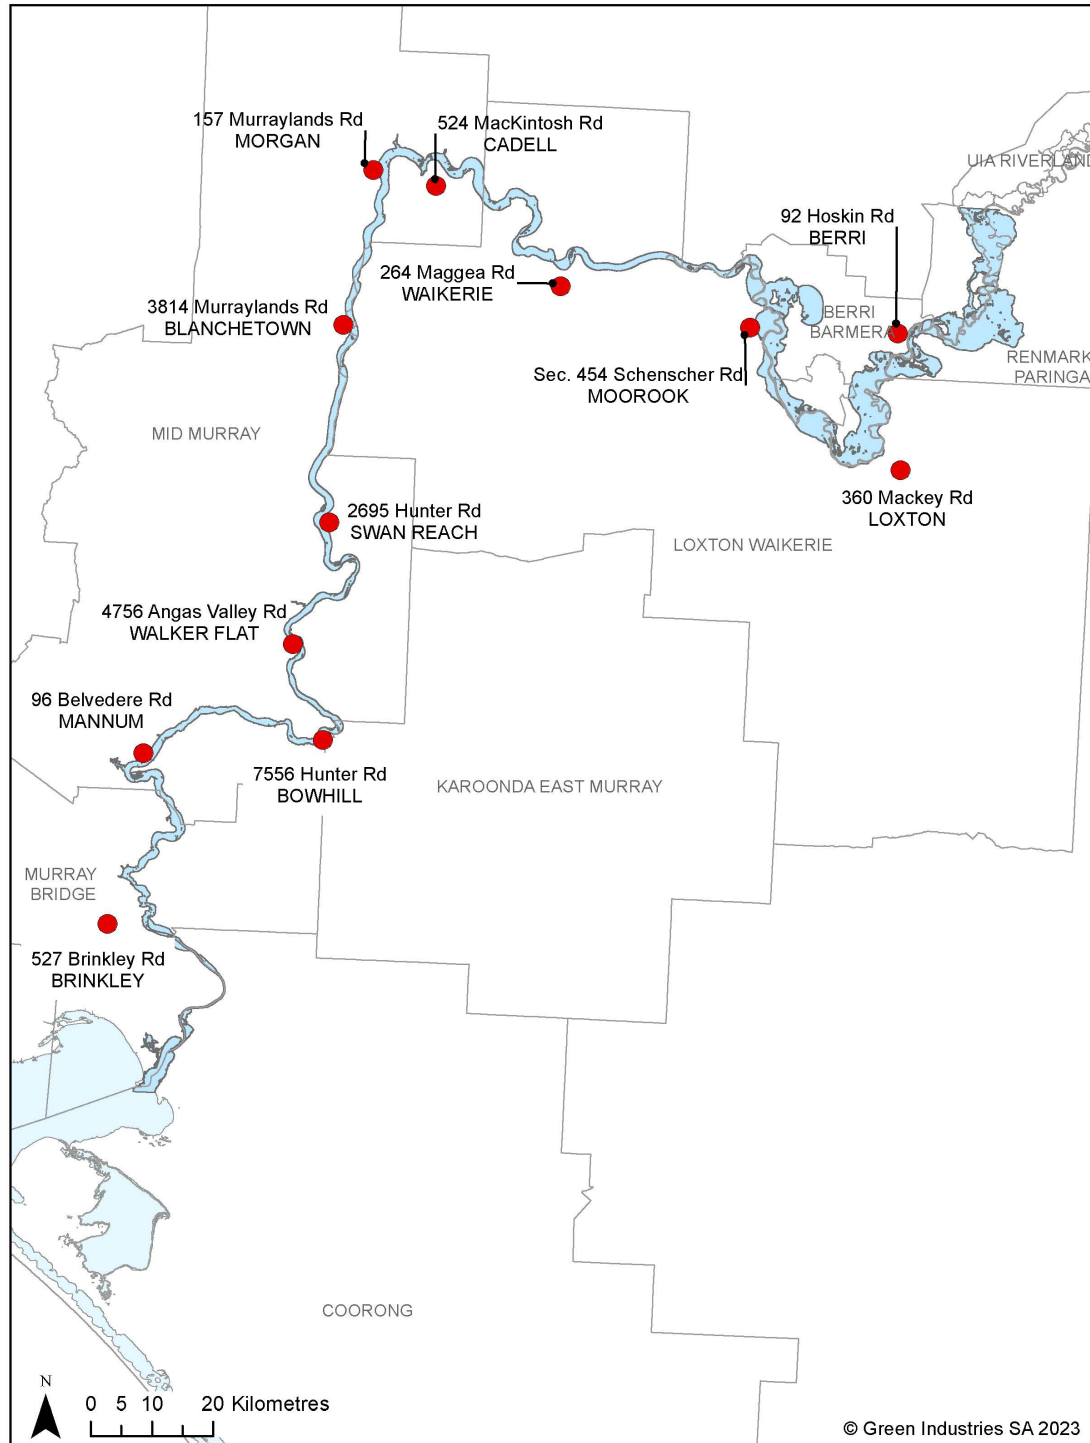 157 Murraylands Rd
MORGAN
524 MacKintosh Rd
CADELL
UIA RIVERLAND
92 Hoskin Rd
BERRI
264 Maggea Rd
WAIKERIE
3814 Murraylands Rd
BLANCHETOWN
BERRI
BARMERA
RENMARK
PARINGA
Sec. 454 Schenscher Rd
MOOROOK
MID MURRAY
360 Mackey Rd
LOXTON
2695 Hunter Rd
SWAN REACH
LOXTON WAIKERIE
4756 Angas Valley Rd
WALKER FLAT
96 Belvedere Rd
MANNUM
7556 Hunter Rd
BOWHILL
KAROONDA EAST MURRAY
MURRAY
BRIDGE
527 Brinkley Rd
BRINKLEY
COORONG
N
0 5 10 20 Kilometres
© Green Industries SA 2023